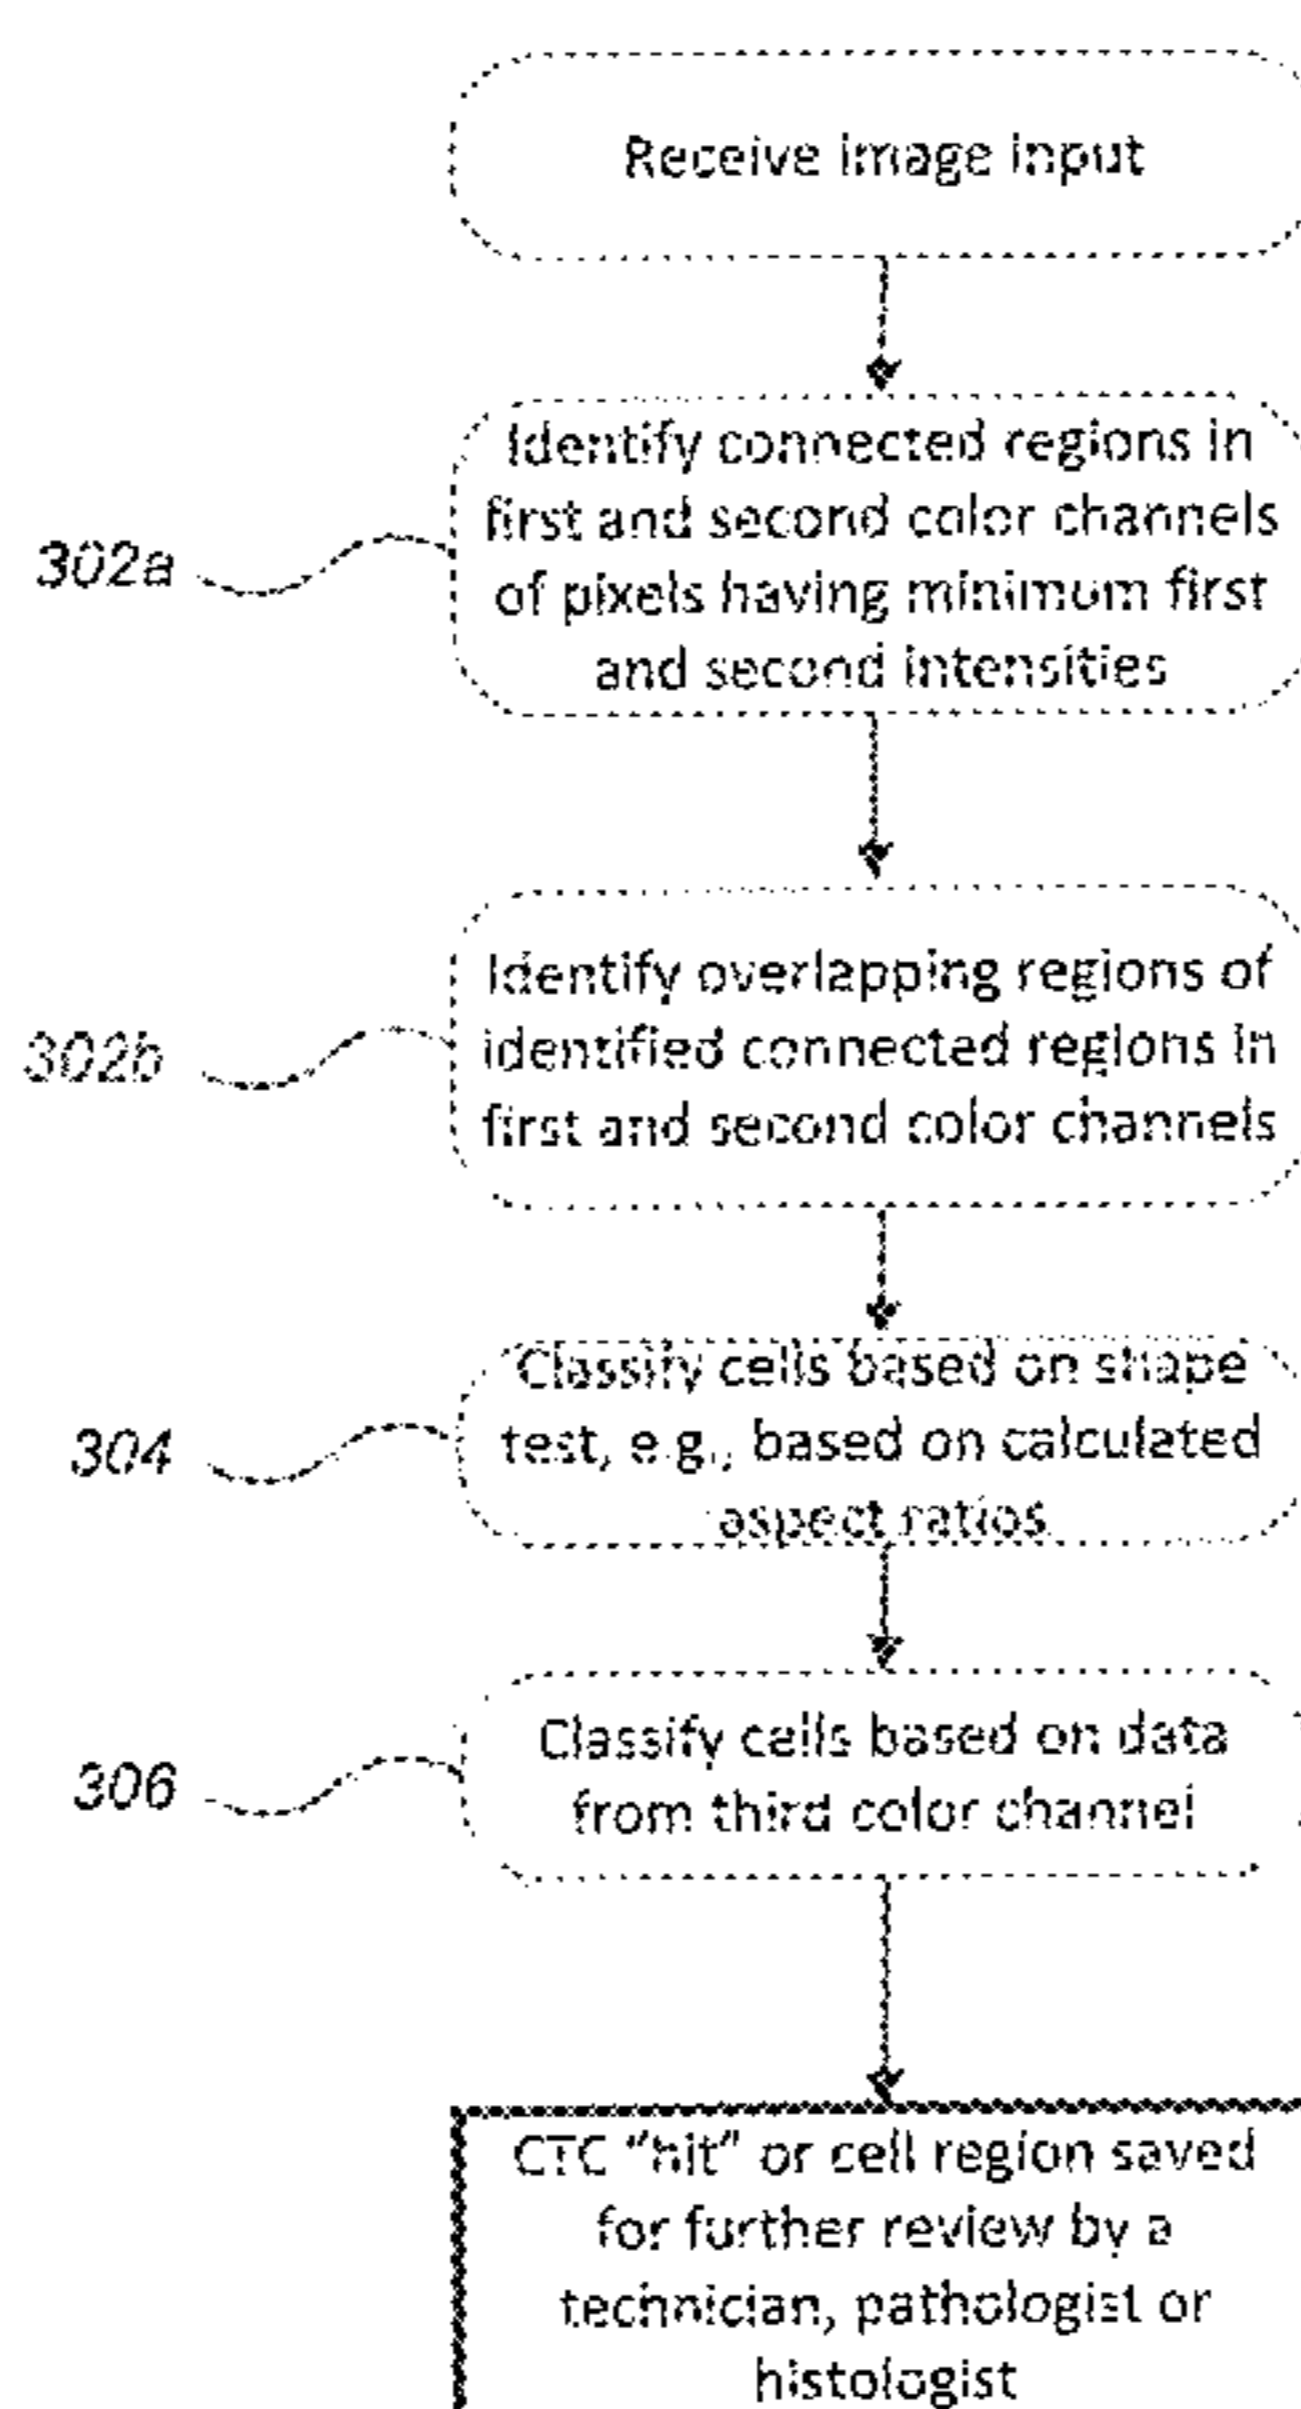 Receive image input
Identify connected regions in
first and second color channels
of pixels having minimum first
and second intensities
302a
Identify overlapping regions of
identified connected regions in
first and second color channels
302b
Classify cells based on shape
test, e.g., based on calculated
aspect ratios
304
Classify cells based on data
from third color channel
306
CTC "hit" or cell region saved
for further review by a
technician, pathologist or
histologist